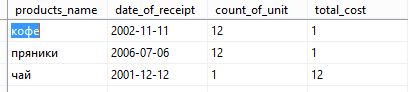 products_name date_of_receipt count_of_unit total_cost
кофе 2002-11-11 12 1
пряники 2006-07-06 12 1
чай 2001-12-12 1 12